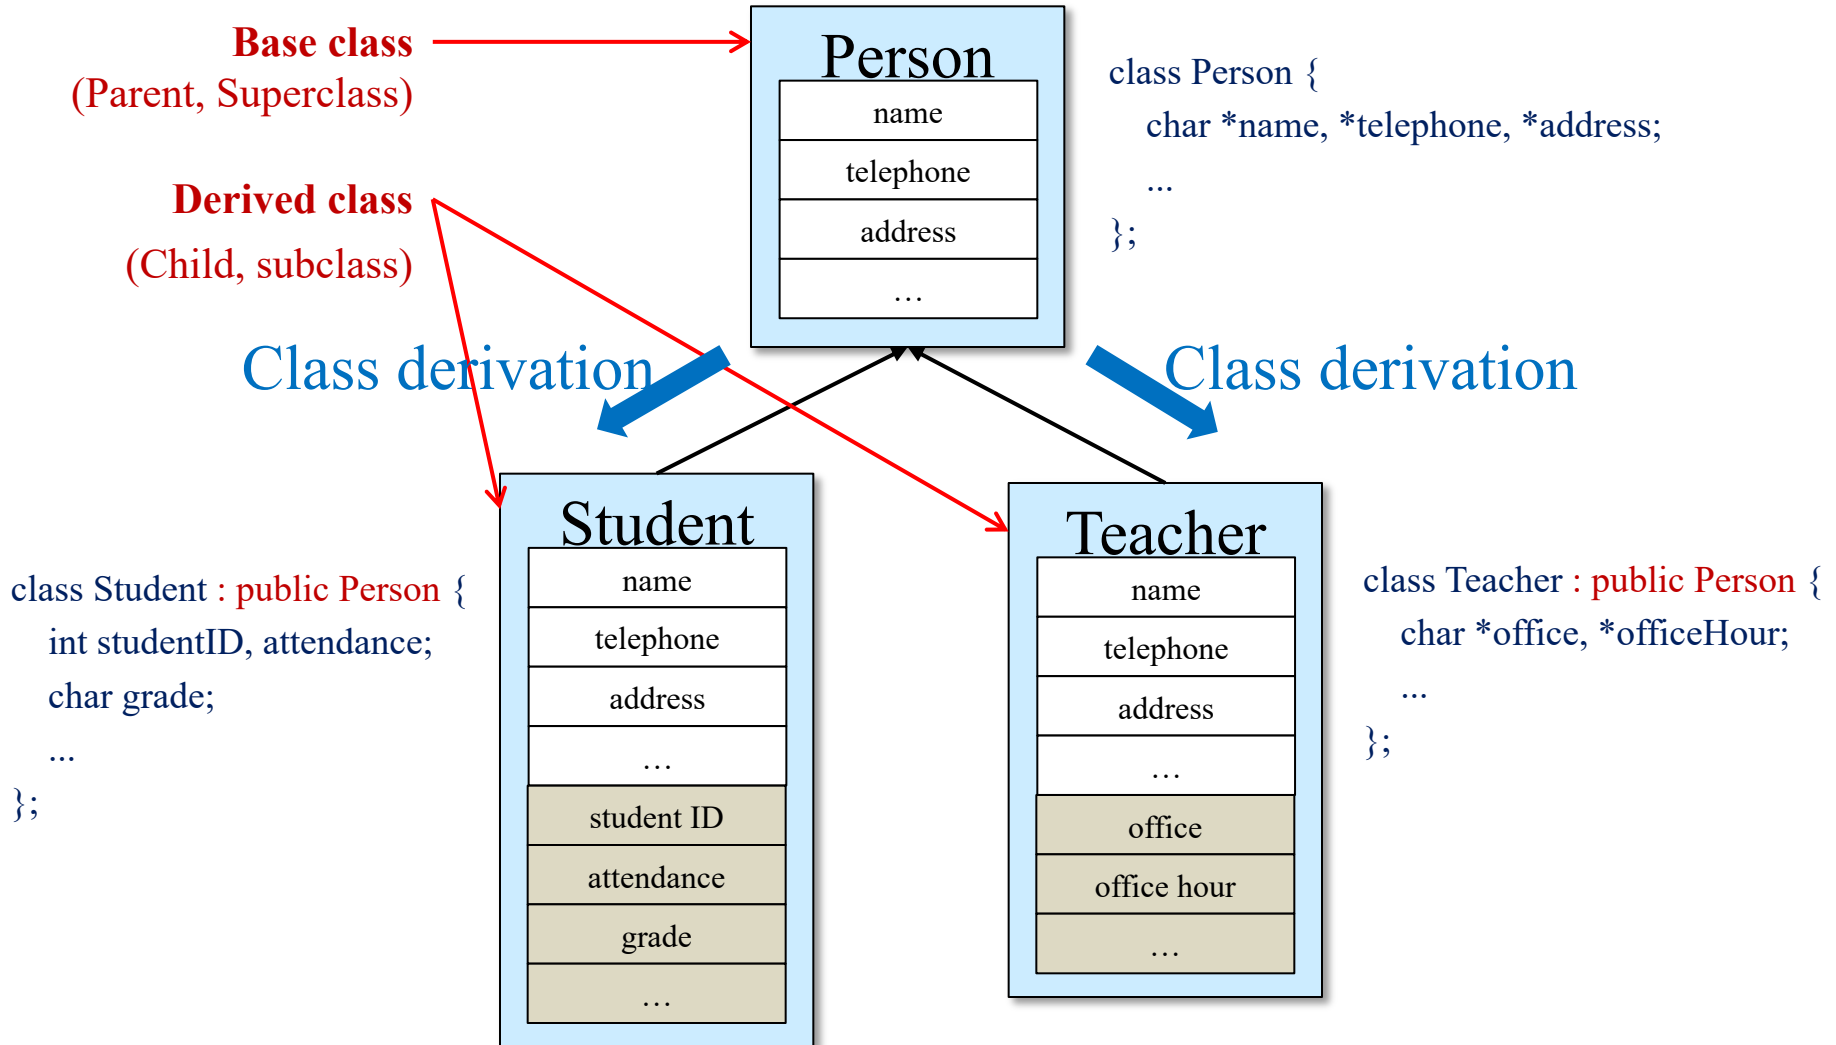 Base class
(Parent, Superclass)
Derived class
(Child, subclass)
Person
name
telephone
address
…
class Person {
char *name, *telephone, *address;
...
};
Class derivation
Class derivation
class Student : public Person {
int studentID, attendance;
char grade;
...
};
Student
name
telephone
address
…
student ID
attendance
grade
…
Teacher
name
telephone
address
…
office
office hour
…
class Teacher : public Person {
char *office, *officeHour;
...
};